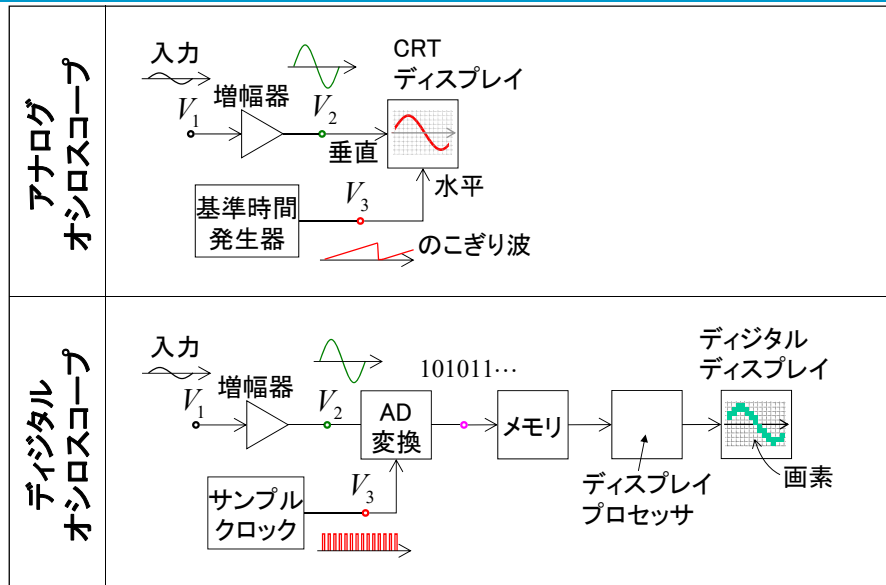 アナログ
オシロスコープ
入力
V1
増幅器
V2
CRT
ディスプレイ
垂直
水平
基準時間
発生器
V3
のこぎり波
ディジタル
オシロスコープ
入力
V1
増幅器
V2
AD
変換
101011…
メモリ
ディスプレイ
プロセッサ
ディジタル
ディスプレイ
画素
サンプル
クロック
V3